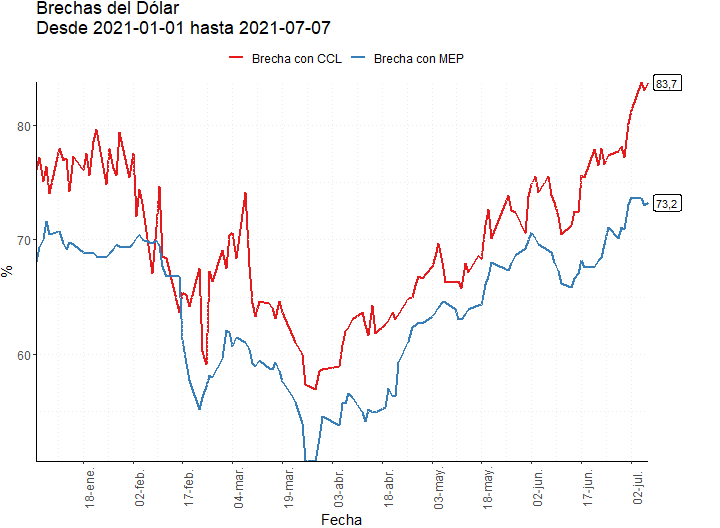 Brechas del Dólar
Desde 2021-01-01 hasta 2021-07-07
Brecha con CCL
Brecha con MEP
83,7
80
73,2
70
%
60
18-ene.
02-feb.
17-feb.
04-mar.
19-mar.
03-abr.
18-abr.
03-may.
18-may.
02-jun.
17-jun.
02-jul.
Fecha